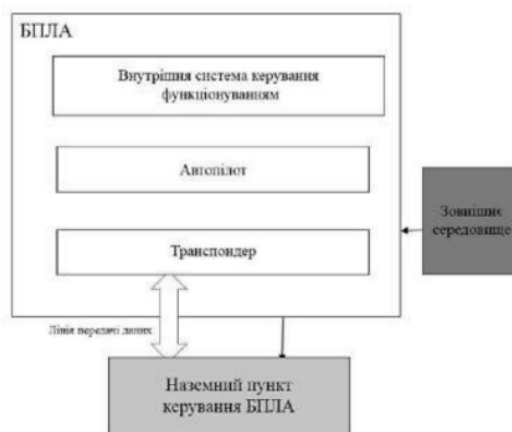 БПЛА
Внутрішня система керування
функціонуванням
Автопілот
Зовнішнє
середовище
Транспондер
Лінія передачі даних
Наземний пункт
керування БПЛА